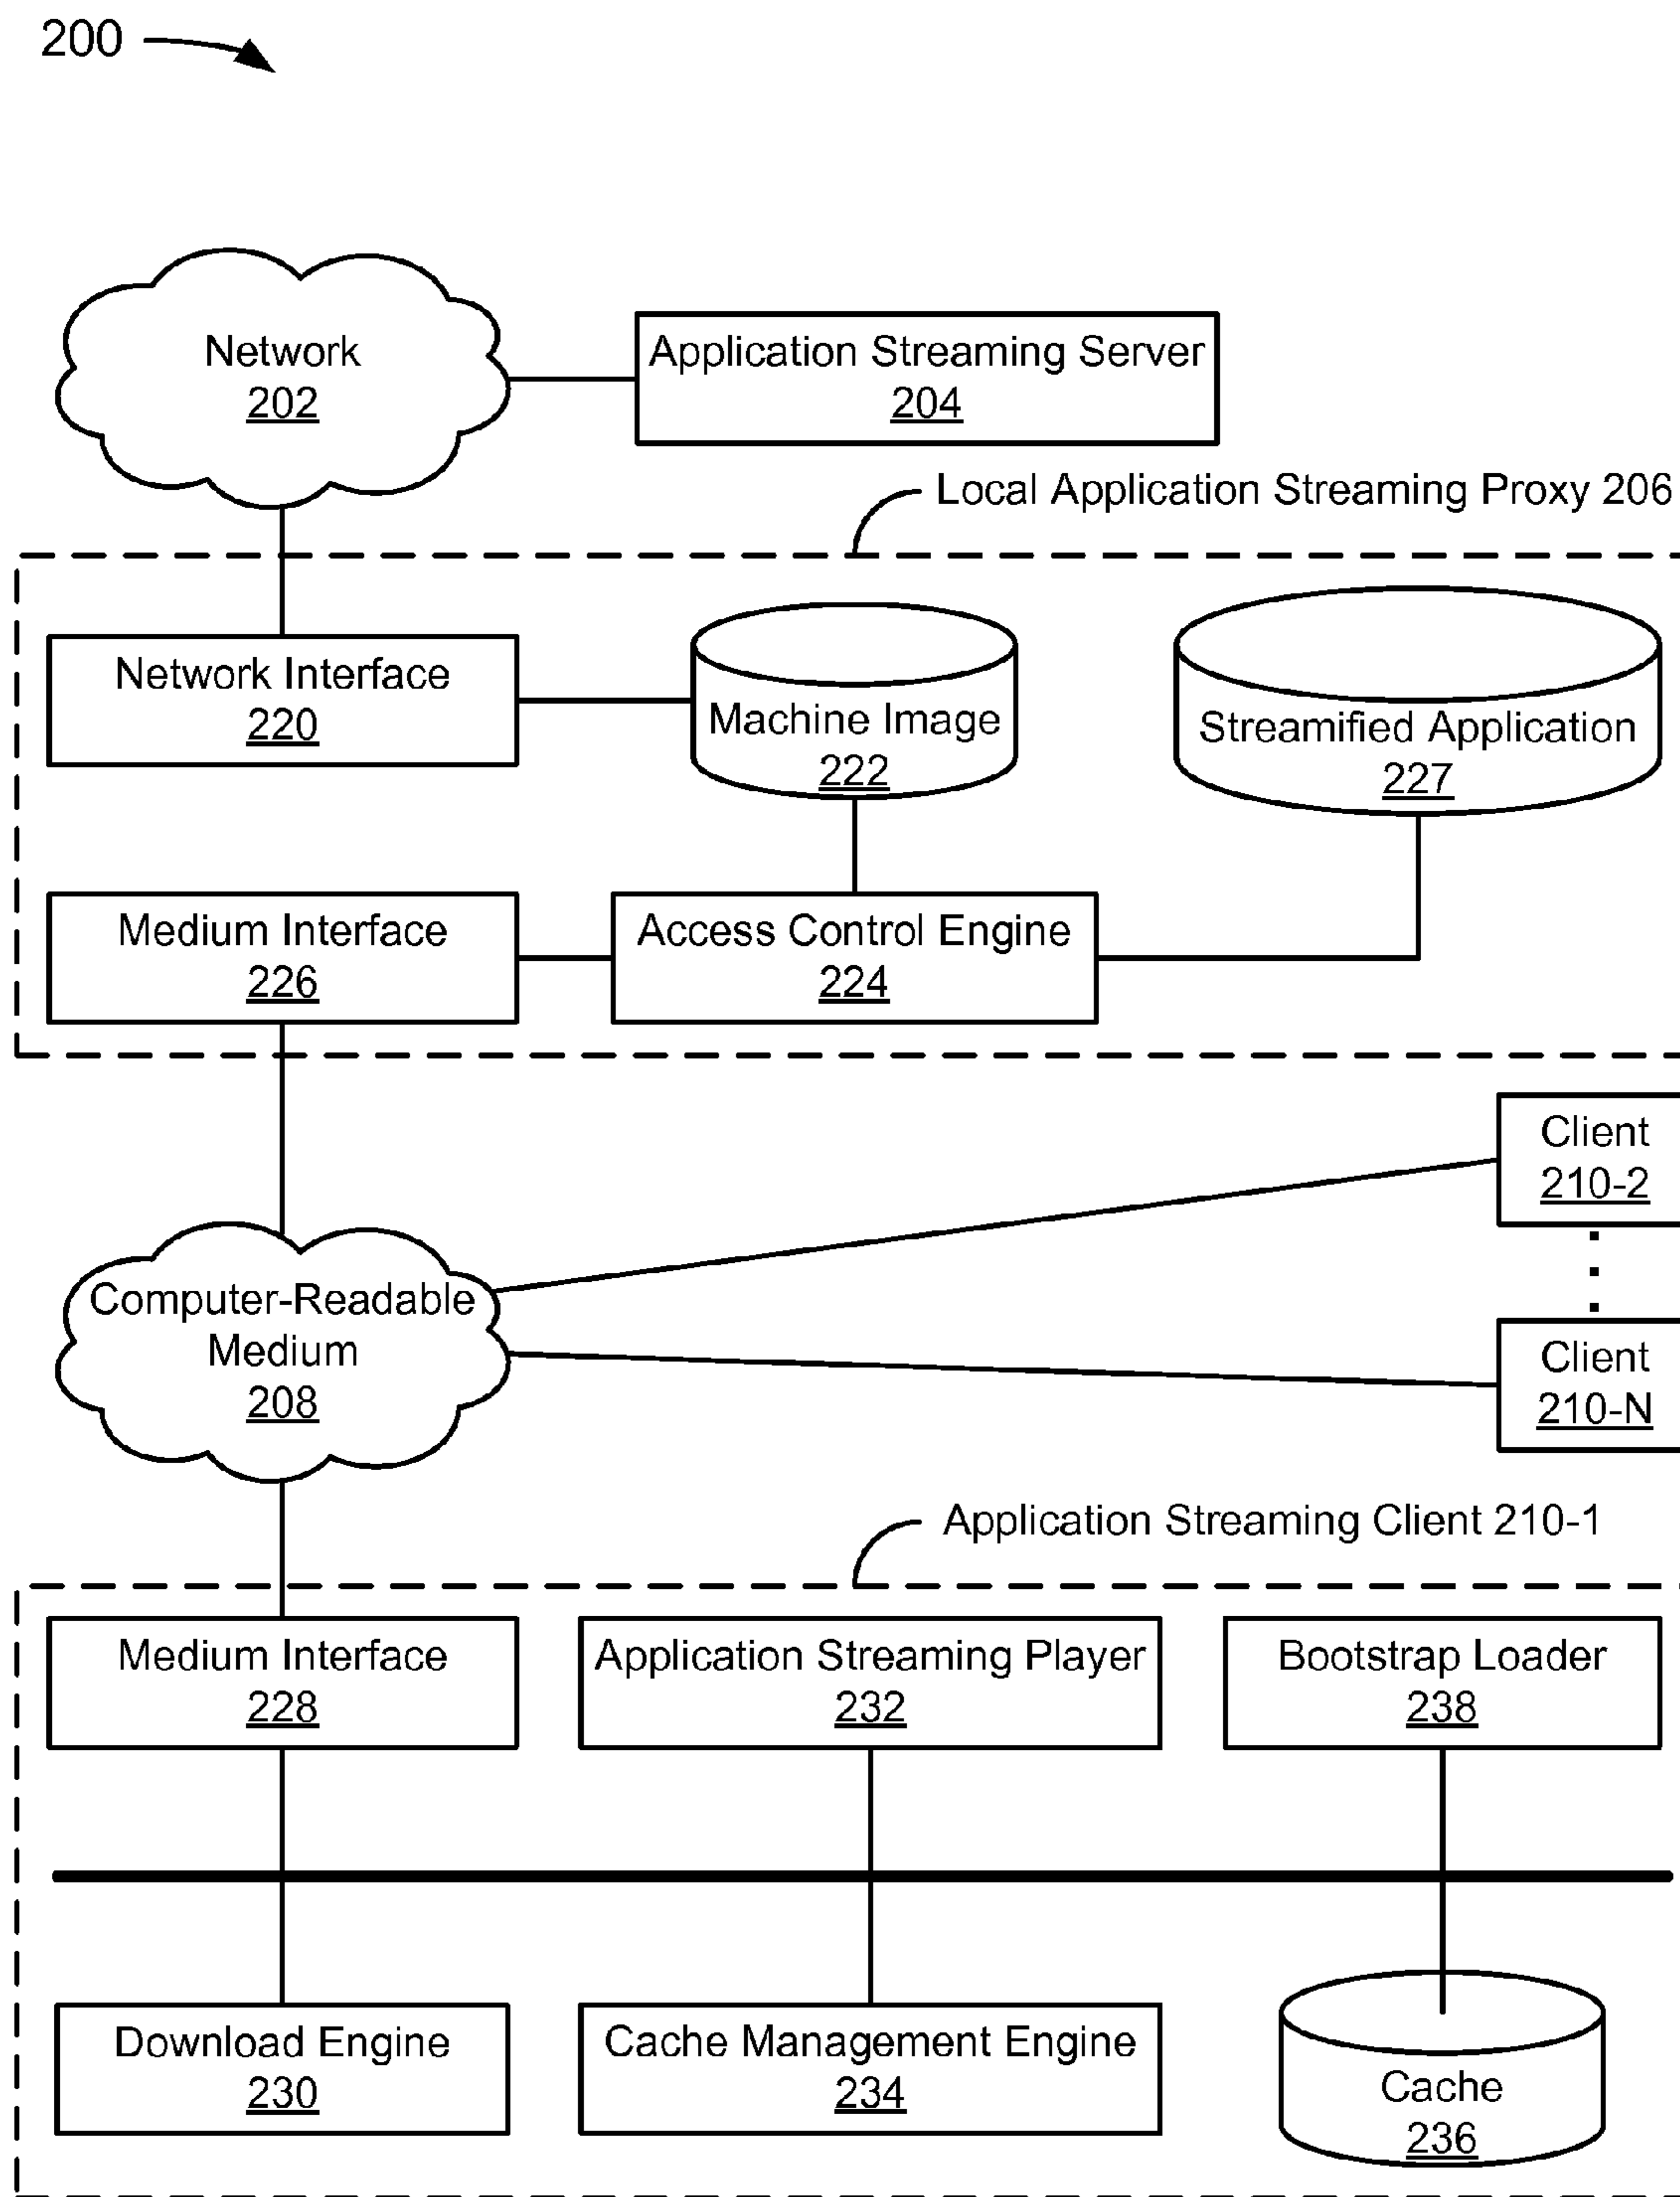 200
Network
202
Application Streaming Server
204
Local Application Streaming Proxy 206
Network Interface
220
Machine Image
222
Streamified Application
227
Medium Interface
226
Access Control Engine
224
Client
210-2
Computer-Readable
Medium
208
Client
210-N
Application Streaming Client 210-1
Medium Interface
228
Application Streaming Player
232
Bootstrap Loader
238
Download Engine
230
Cache Management Engine
234
Cache
236